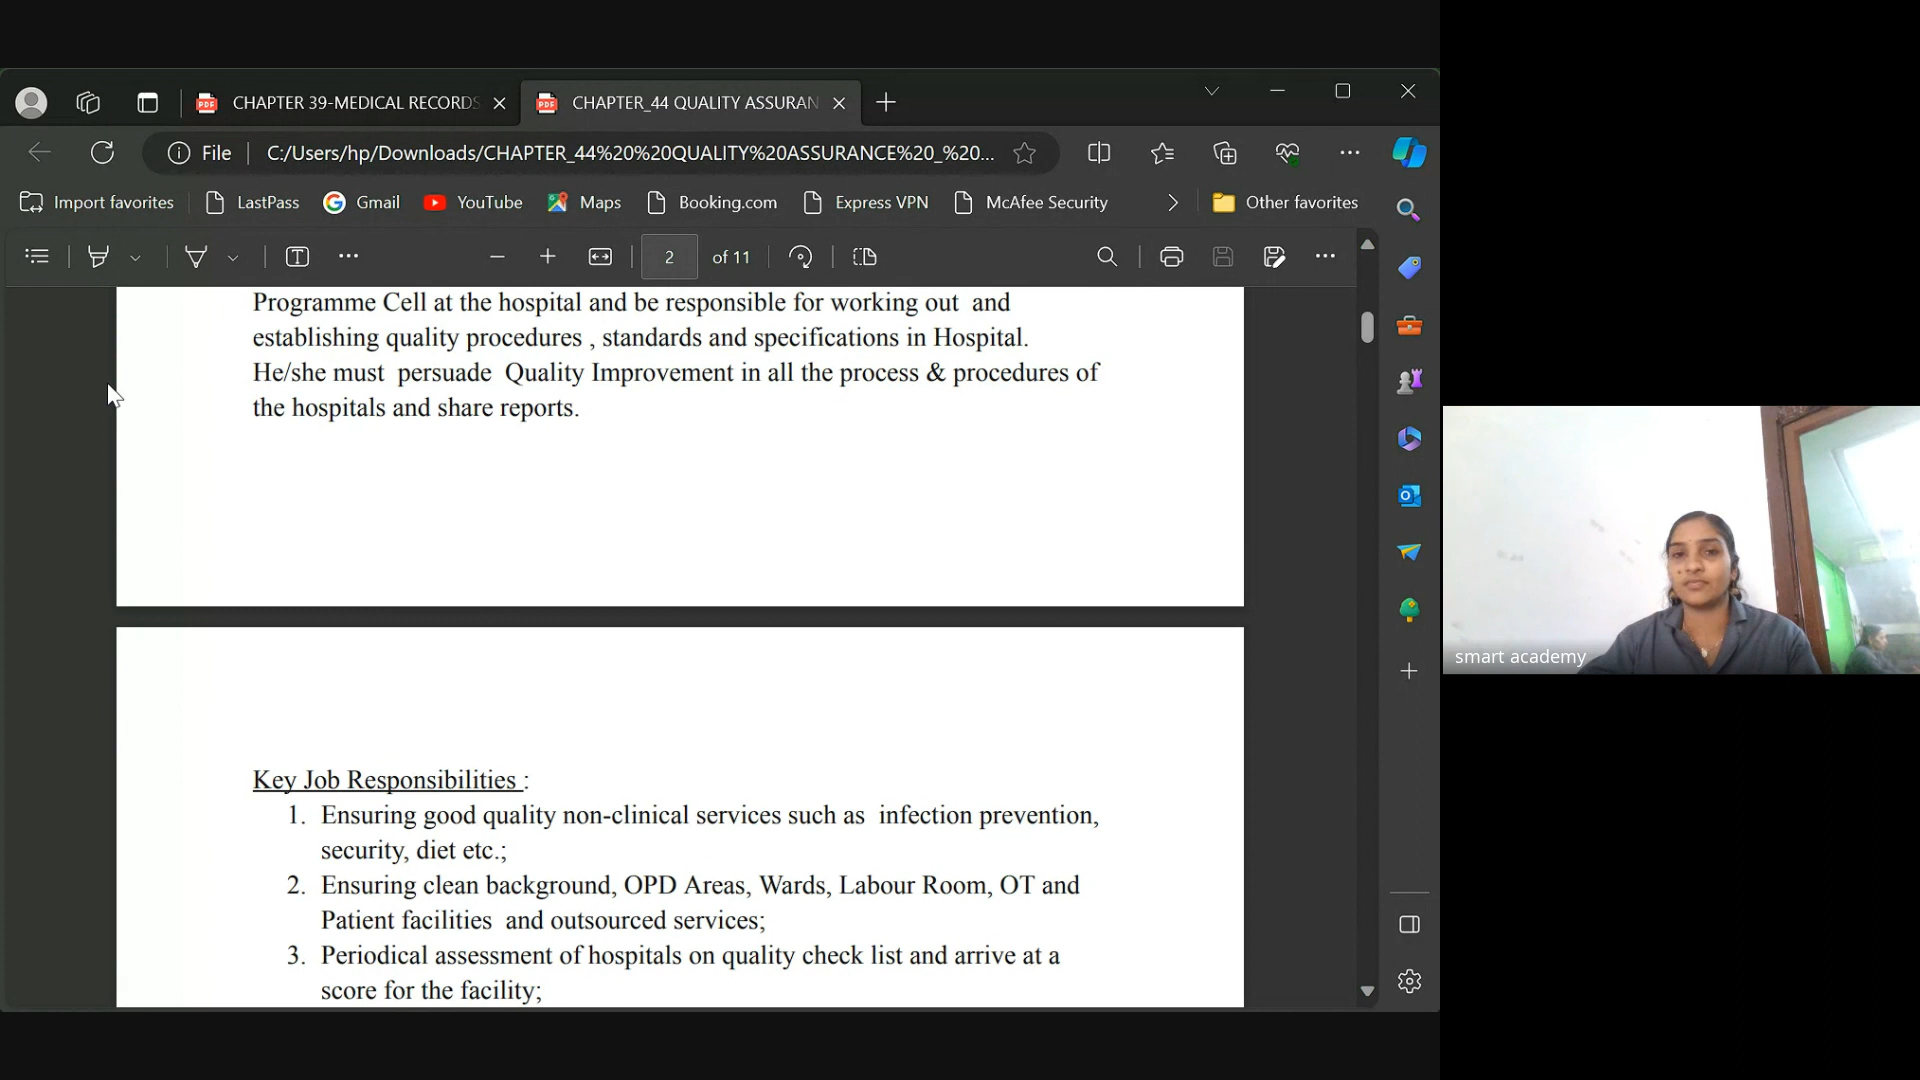 CHAPTER 39-MEDICAL RECORDS
CHAPTER_44 QUALITY ASSURAN
File
C:/Users/hp/Downloads/CHAPTER_44%20%20QUALITY%20ASSURANCE%20_%20...
Import favorites
LastPass
Gmail
YouTube
Maps
Booking.com
Express VPN
McAfee Security
Other favorites
2 of 11
Programme Cell at the hospital and be responsible for working out and
establishing quality procedures , standards and specifications in Hospital.
He/she must persuade Quality Improvement in all the process & procedures of
the hospitals and share reports.
Key Job Responsibilities :
1. Ensuring good quality non-clinical services such as infection prevention,
security, diet etc.;
2. Ensuring clean background, OPD Areas, Wards, Labour Room, OT and
Patient facilities and outsourced services;
3. Periodical assessment of hospitals on quality check list and arrive at a
score for the facility;
smart academy